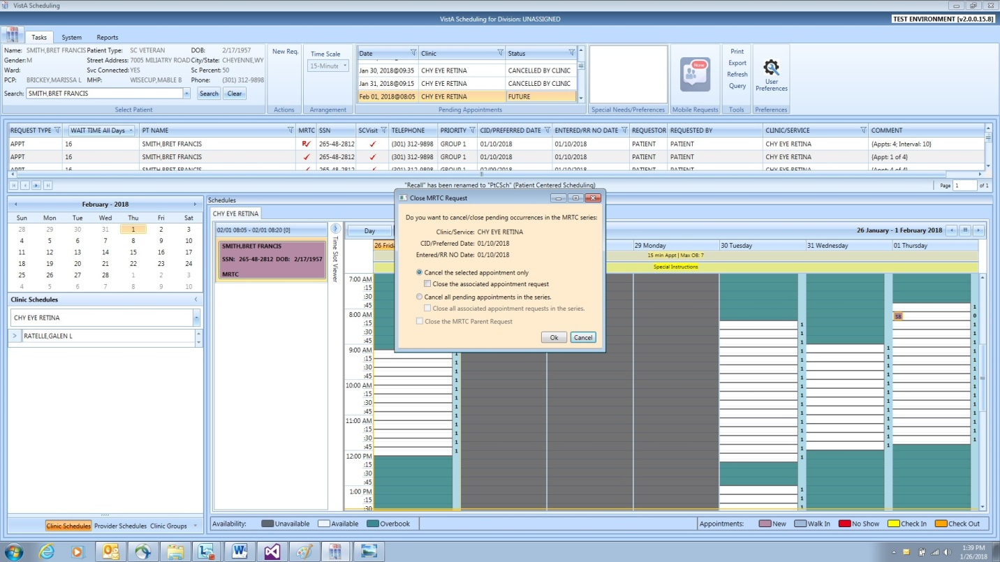 VistA Scheduling
VistA Scheduling for Division: UNASSIGNED
TEST ENVIRONMENT [v2.0.0.15.8]
Tasks System Reports
Name: SMITH,BRET FRANCIS Patient Type: SC VETERAN DOB: 2/17/1957
Gender: M Street Address: 7005 MILIATRY ROAD City/State: CHEYENNE,WY
Ward: Svc Connected: YES Sc Percent: 50
PCP: BRICKEY,MARISSA L MHP: WISECUP,MABLE B Phone: (301) 312-9898
Search: SMITH,BRET FRANCIS Search Clear
Select Patient
New Req.
Actions
Time Scale
15-Minute
Arrangement
Date Clinic Status
Jan 30, 2018@09:35 CHY EYE RETINA CANCELLED BY CLINIC
Jan 31, 2018@09:15 CHY EYE RETINA CANCELLED BY CLINIC
Feb 01, 2018@08:05 CHY EYE RETINA FUTURE
Pending Appointments
Special Needs/Preferences
None
Mobile Requests
Print
Export
Refresh
Query
Tools
User
Preferences
Preferences
REQUEST TYPE WAIT TIME All Days PT NAME MRTC SSN SCVisit TELEPHONE PRIORITY CID/PREFERRED DATE ENTERED/RR NO DATE REQUESTOR REQUESTED BY CLINIC/SERVICE COMMENT
APPT 16 SMITH,BRET FRANCIS R 265-48-2812 (301) 312-9898 GROUP 1 01/10/2018 01/10/2018 PATIENT PATIENT CHY EYE RETINA {Appts: 4; Interval: 10}
APPT 16 SMITH,BRET FRANCIS 265-48-2812 (301) 312-9898 GROUP 1 01/10/2018 01/10/2018 PATIENT PATIENT CHY EYE RETINA {Appt: 1 of 4}
APPT 16 SMITH,BRET FRANCIS 265-48-2812 (301) 312-9898 GROUP 1 02/09/2018 01/10/2018 PATIENT PATIENT CHY EYE RETINA
"Recall" has been renamed to "PtCSch" (Patient Centered Scheduling)
Page 1 of 1
February - 2018
Sun Mon Tue Wed Thu Fri Sat
28 29 30 31 1 2 3
4 5 6 7 8 9 10
11 12 13 14 15 16 17
18 19 20 21 22 23 24
25 26 27 28 1 2 3
4 5 6 7 8 9 10
Clinic Schedules
CHY EYE RETINA
RATELLE,GALEN L
Clinic Schedules Provider Schedules Clinic Groups
Schedules
CHY EYE RETINA
02/01 08:05 - 02/01 08:20 [0]
SMITH,BRET FRANCIS
SSN: 265-48-2812 DOB: 2/17/1957
MRTC
Time Slot Viewer
Day
26 January - 1 February 2018
29 Monday 30 Tuesday 31 Wednesday 01 Thursday
15 min Appt | Max OB: 7
Special Instructions
7:00 AM
:15
:30
:45
8:00 AM
:15
:30
:45
9:00 AM
:15
:30
:45
10:00 AM
:15
:30
:45
11:00 AM
:15
:30
:45
12:00 PM
:15
:30
:45
1:00 PM
:15
:30
SB
Close MRTC Request
Do you want to cancel/close pending occurrences in the MRTC series:
Clinic/Service: CHY EYE RETINA
CID/Preferred Date: 01/10/2018
Entered/RR NO Date: 01/10/2018
Cancel the selected appointment only
Close the associated appointment request
Cancel all pending appointments in the series.
Close all associated appointment requests in the series.
Close the MRTC Parent Request
Ok Cancel
Availability: Unavailable Available Overbook
Appointments: New Walk In No Show Check In Check Out
1:39 PM
1/26/2018